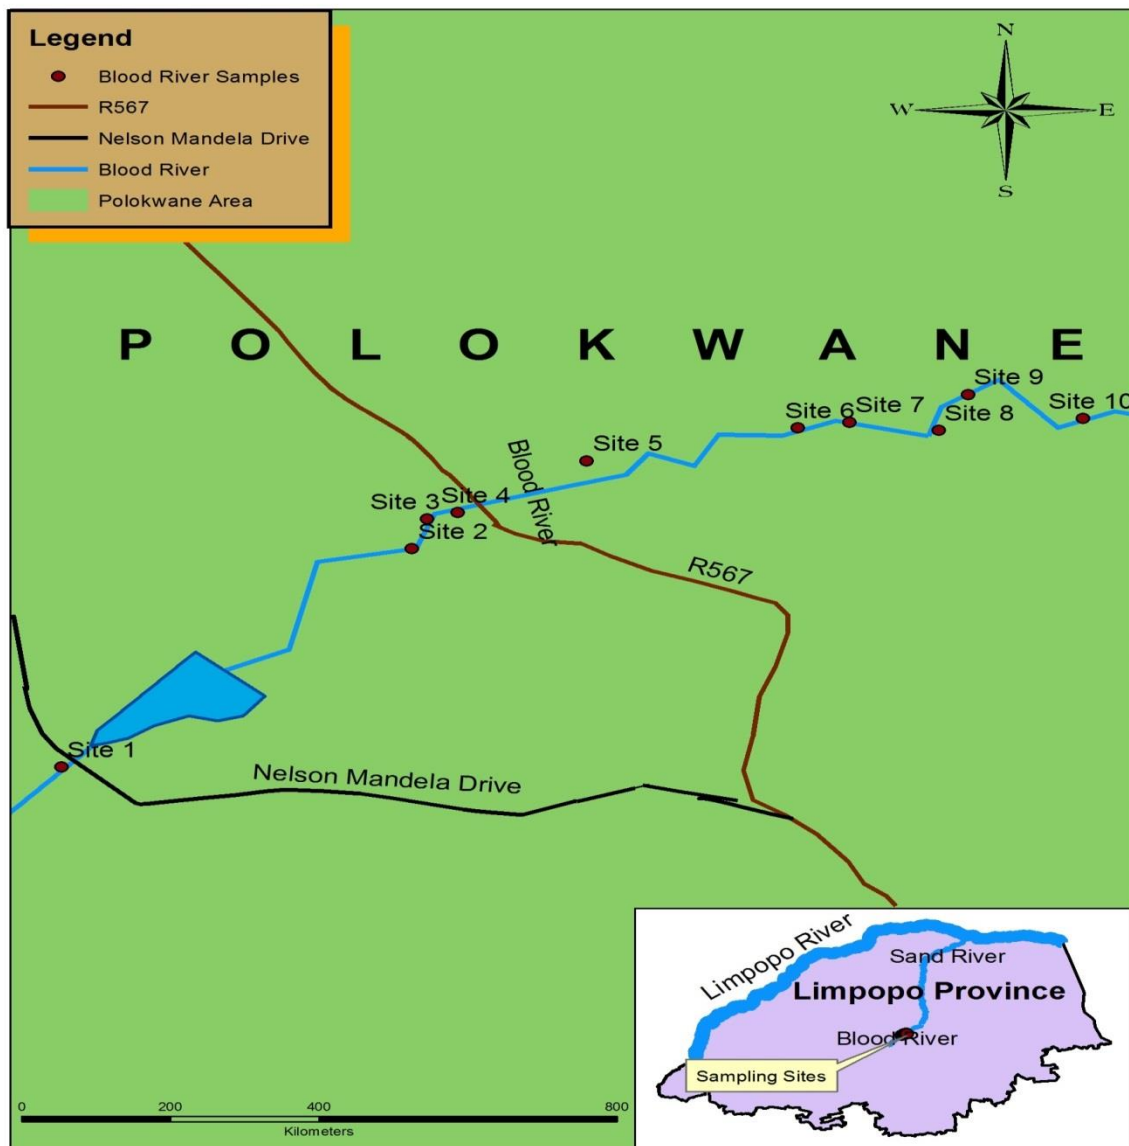 Legend
Blood River Samples
R567
Nelson Mandela Drive
Blood River
Polokwane Area
N
W
E
S
P O L O K W A N E
Site 9
Site 10
Site 6
Site 7
Site 8
Site 5
Blood River
Site 3
Site 4
Site 2
R567
Site 1
Nelson Mandela Drive
Limpopo River
Sand River
Limpopo Province
Blood River
Sampling Sites
0 200 400 800
Kilometers